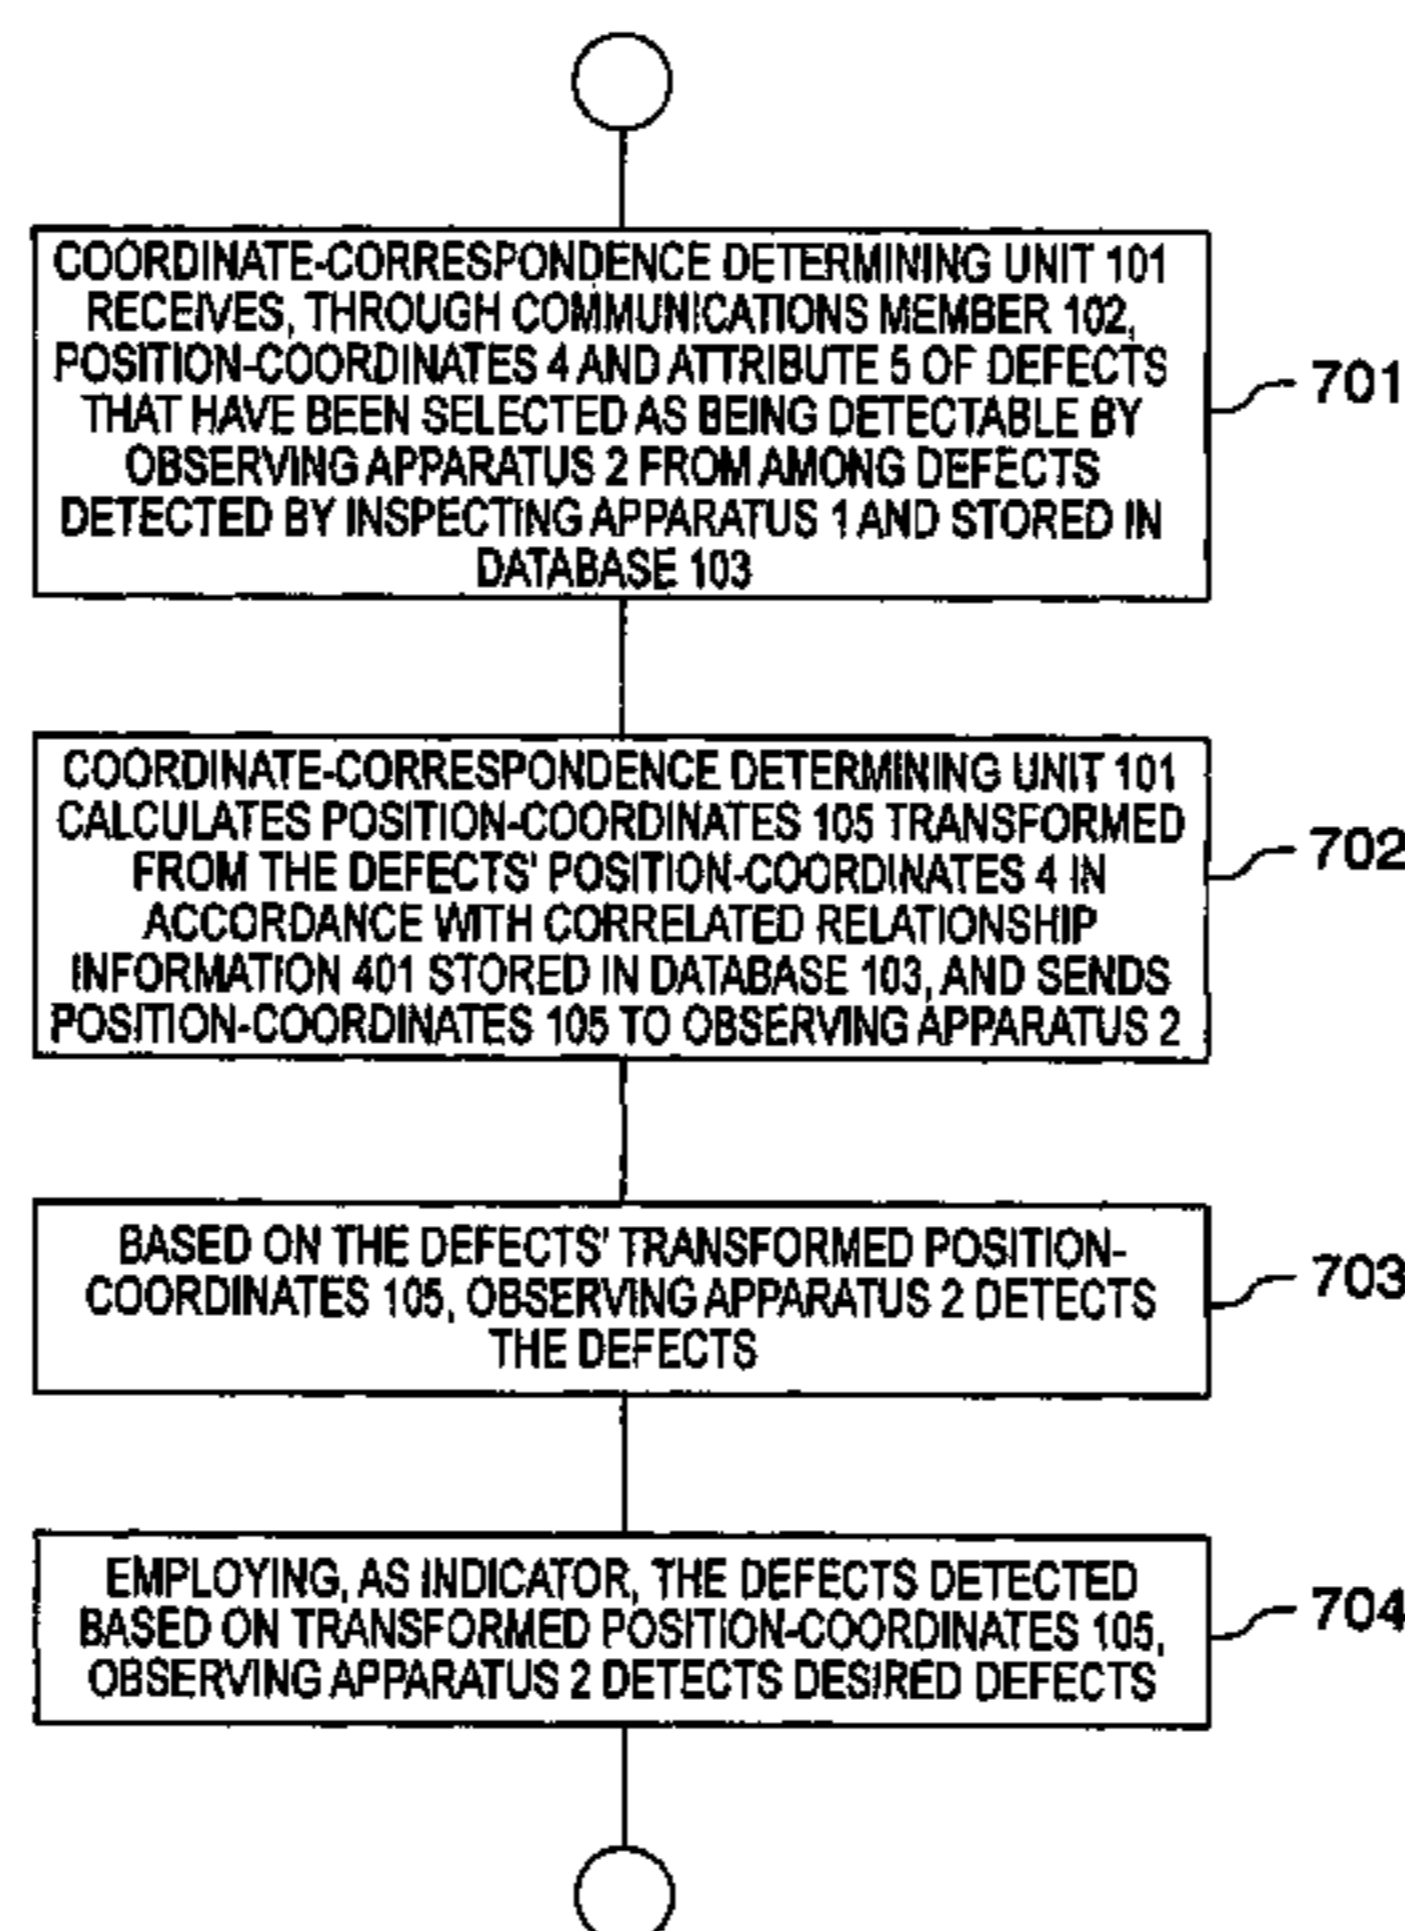 COORDINATE-CORRESPONDENCE DETERMINING UNIT 101
RECEIVES, THROUGH COMMUNICATIONS MEMBER 102,
POSITION-COORDINATES 4 AND ATTRIBUTE 5 OF DEFECTS
THAT HAVE BEEN SELECTED AS BEING DETECTABLE BY
OBSERVING APPARATUS 2 FROM AMONG DEFECTS
DETECTED BY INSPECTING APPARATUS 1 AND STORED IN
DATABASE 103
701
COORDINATE-CORRESPONDENCE DETERMINING UNIT 101
CALCULATES POSITION-COORDINATES 105 TRANSFORMED
FROM THE DEFECTS' POSITION-COORDINATES 4 IN
ACCORDANCE WITH CORRELATED RELATIONSHIP
INFORMATION 401 STORED IN DATABASE 103, AND SENDS
POSITION-COORDINATES 105 TO OBSERVING APPARATUS 2
702
BASED ON THE DEFECTS' TRANSFORMED POSITION-
COORDINATES 105, OBSERVING APPARATUS 2 DETECTS
THE DEFECTS
703
EMPLOYING, AS INDICATOR, THE DEFECTS DETECTED
BASED ON TRANSFORMED POSITION-COORDINATES 105,
OBSERVING APPARATUS 2 DETECTS DESIRED DEFECTS
704